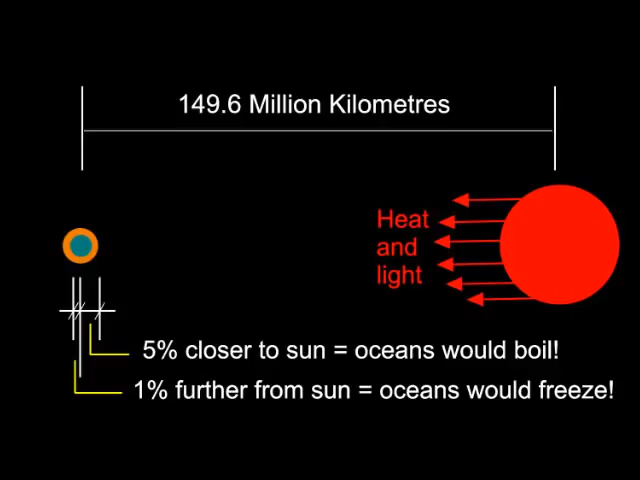 149.6 Million Kilometres
Heat
and
light
5% closer to sun = oceans would boil!
1% further from sun = oceans would freeze!